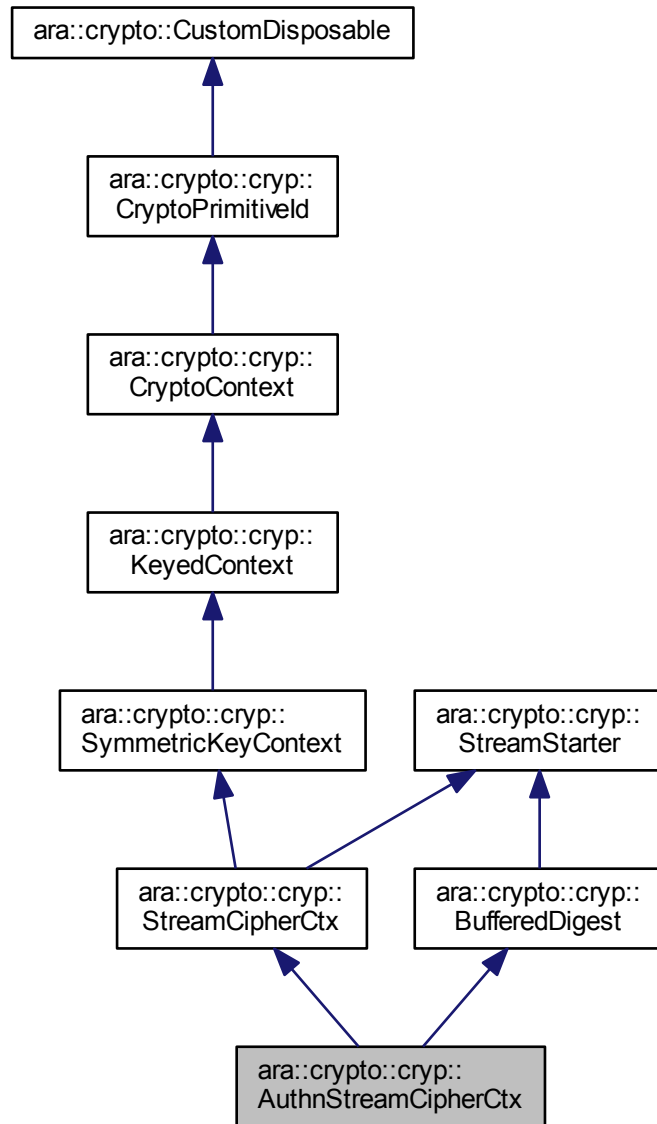 ara::crypto::CustomDisposable
ara::crypto::cryp::
CryptoPrimitiveId
ara::crypto::cryp::
CryptoContext
ara::crypto::cryp::
KeyedContext
ara::crypto::cryp::
SymmetricKeyContext
ara::crypto::cryp::
StreamStarter
ara::crypto::cryp::
StreamCipherCtx
ara::crypto::cryp::
BufferedDigest
ara::crypto::cryp::
AuthnStreamCipherCtx